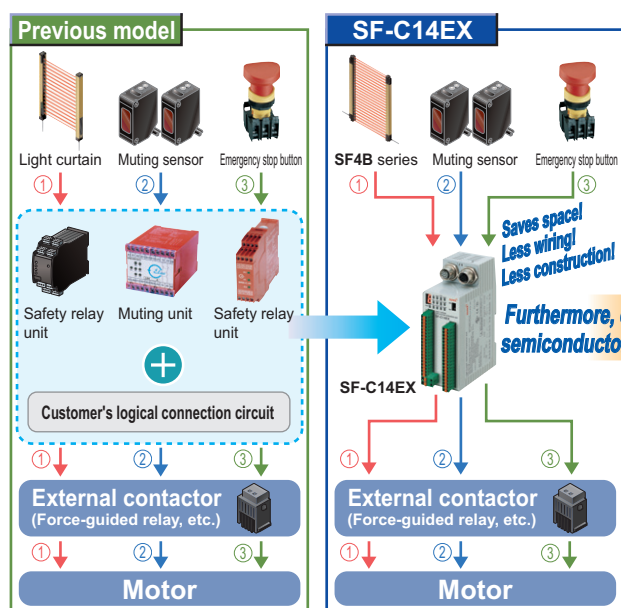 Previous model
Light curtain
Muting sensor
Emergency stop button
① ② ③
Safety relay
unit
Muting unit
Safety relay
unit
Customer's logical connection circuit
① ② ③
External contactor
(Force-guided relay, etc.)
① ② ③
Motor
SF-C14EX
SF4B series
Muting sensor
Emergency stop button
① ② ③
Saves space!
Less wiring!
Less construction!
Furthermore,
SF-C14EX
① ② ③
External contactor
(Force-guided relay, etc.)
① ② ③
Motor